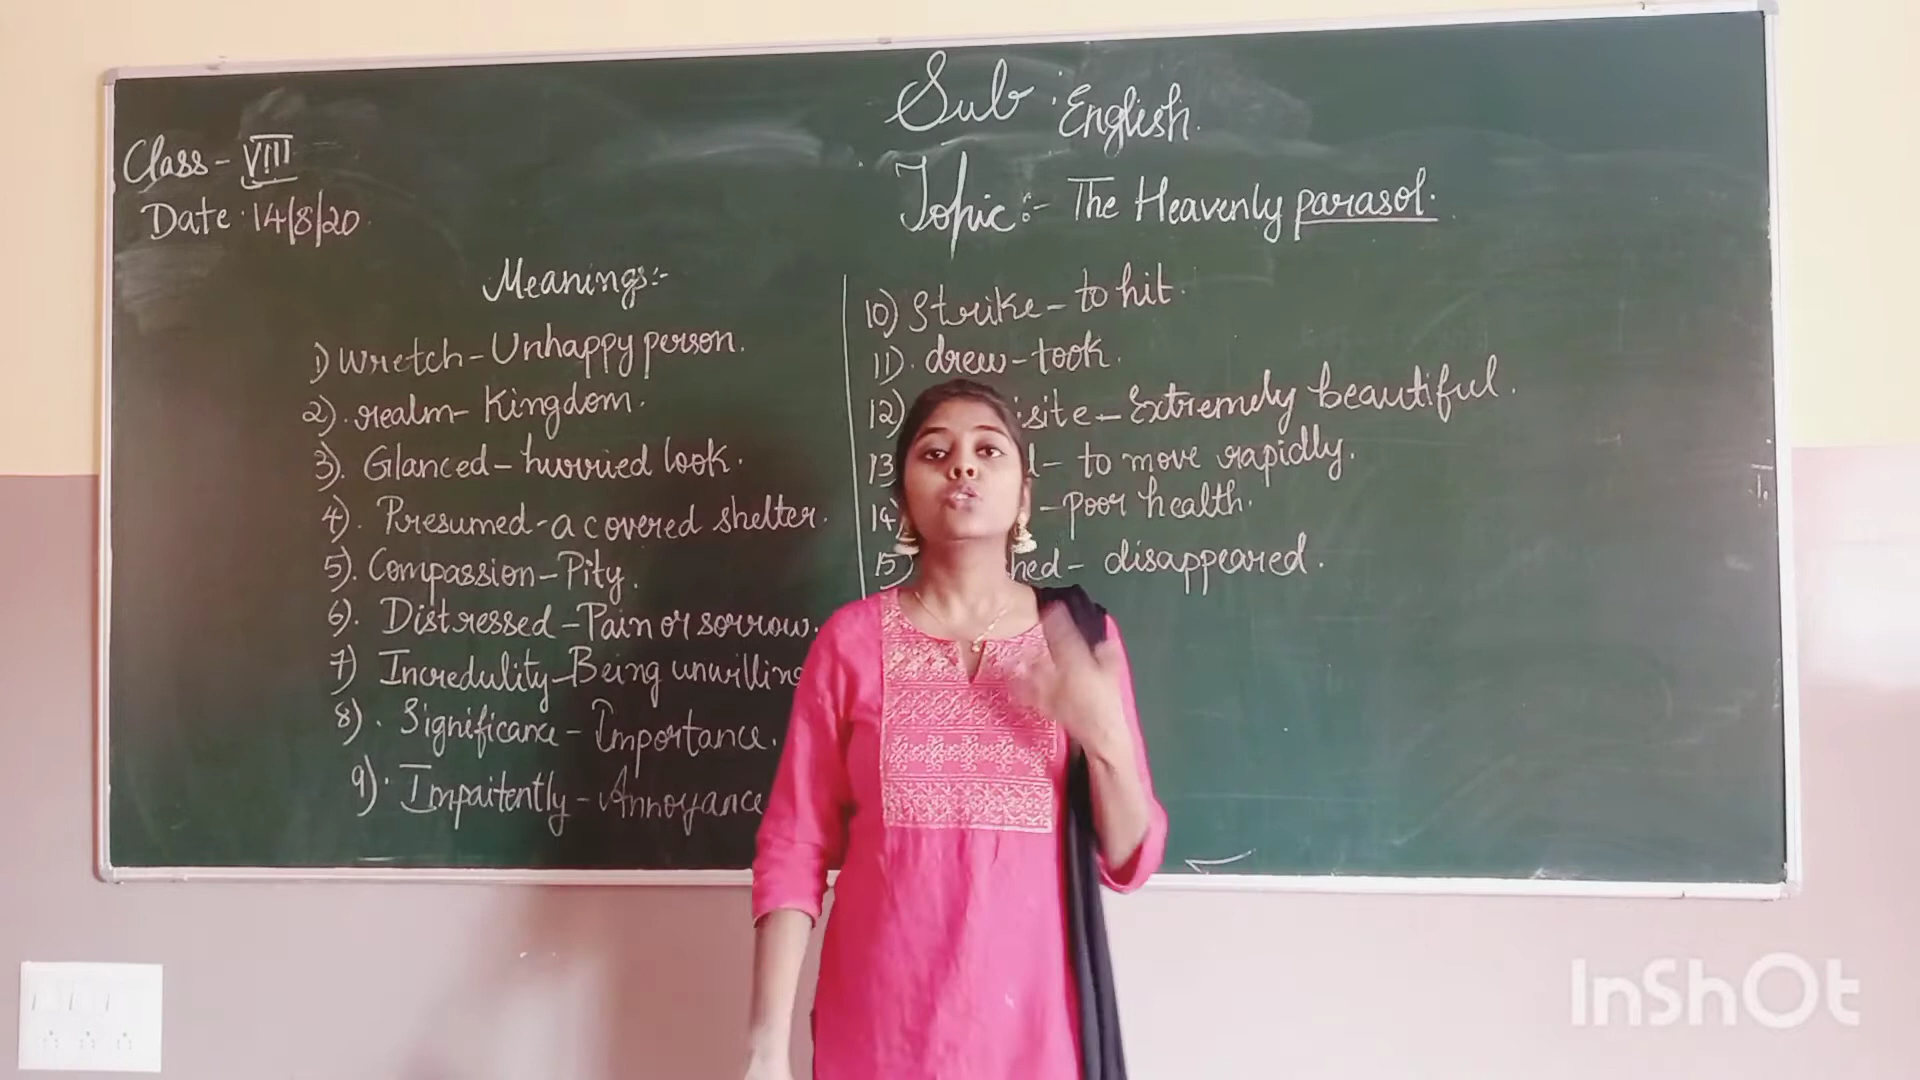 Sub : English.
Class - VIII
Topic :- The Heavenly parasol.
Date : 14/8/20
Meanings:-
1) Wretch - Unhappy person.
2). realm - Kingdom.
3). Glanced - hurried look.
4). Presumed - a covered shelter.
5). Compassion - Pity.
6). Distressed - Pain or sorrow.
7) Incredulity - Being unwilling
8). Significance - Importance.
9). Impaitently - Annoyance
10) Strike - to hit.
11). drew - took.
12) - Extremely beautiful.
13 - to move rapidly.
14) - Poor health.
15) - disappeared.
InShOt